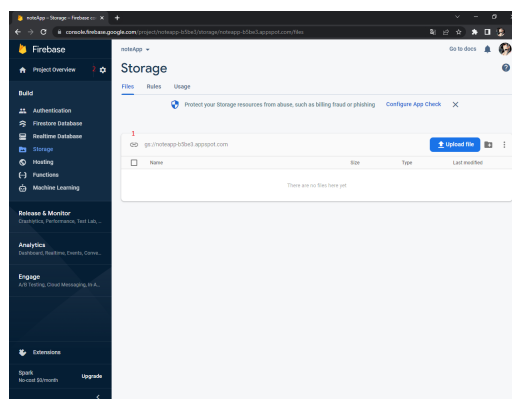 noteApp – Storage – Firebase co
console.firebase.google.com/project/noteapp-b5be3/storage/noteapp-b5be3.appspot.com/files
Firebase
noteApp
Go to docs
Project Overview
2
Storage
Files
Rules
Usage
Build
Protect your Storage resources from abuse, such as billing fraud or phishing
Configure App Check
Authentication
Firestore Database
Realtime Database
Storage
Hosting
Functions
Machine Learning
1
gs://noteapp-b5be3.appspot.com
Upload file
Name
Size
Type
Last modified
There are no files here yet
Release & Monitor
Crashlytics, Performance, Test Lab, ...
Analytics
Dashboard, Realtime, Events, Conve...
Engage
A/B Testing, Cloud Messaging, In-A...
Extensions
Spark
No-cost $0/month
Upgrade